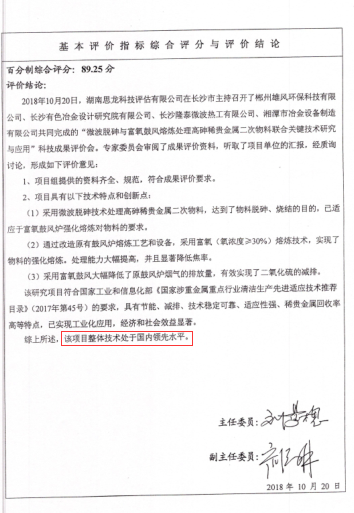 基本评价指标综合评分与评价结论
百分制综合评分：89.25 分
评价结论：
2018年10月20日，湖南思龙科技评估有限公司在长沙市主持召开了郴州雄风环保科技有限公
司、长沙有色冶金设计研究院有限公司、长沙隆泰微波热工有限公司、湘潭市冶金设备制造
有限公司共同完成的“微波脱砷与富氧鼓风熔炼处理高砷稀贵金属二次物料联合关键技术研究
与应用”科技成果评价会。专家委员会审阅了成果评价资料，听取了项目单位的汇报，经质询
讨论，形成如下评价意见：
1、项目组提供的资料齐全、规范，符合成果评价要求。
2、项目具有以下技术特点和创新点：
（1）采用微波脱砷技术处理高砷稀贵金属二次物料，达到了物料脱砷、烧结的目的，已适
应于富氧鼓风炉强化熔炼对物料的要求。
（2）通过改造原有鼓风炉熔炼工艺和设备，采用富氧（氧浓度≥30%）熔炼技术，实现了
物料的强化熔炼。处理能力大幅提高，并且显著降低焦率。
（3）采用富氧鼓风大幅降低了原鼓风炉烟气的排放量，有效实现了二氧化硫的减排。
该研究项目符合国家工业和信息化部《国家涉重金属重点行业清洁生产先进适应技术推荐
目录》（2017年第45号）的要求，具有节能、减排、技术稳定可靠、适应性强、稀贵金属回收率
高等特点，已实现工业化应用，经济和社会效益显著。
综上所述，该项目整体技术处于国内领先水平。
主任委员：
副主任委员：
2018 年 10 月 20 日